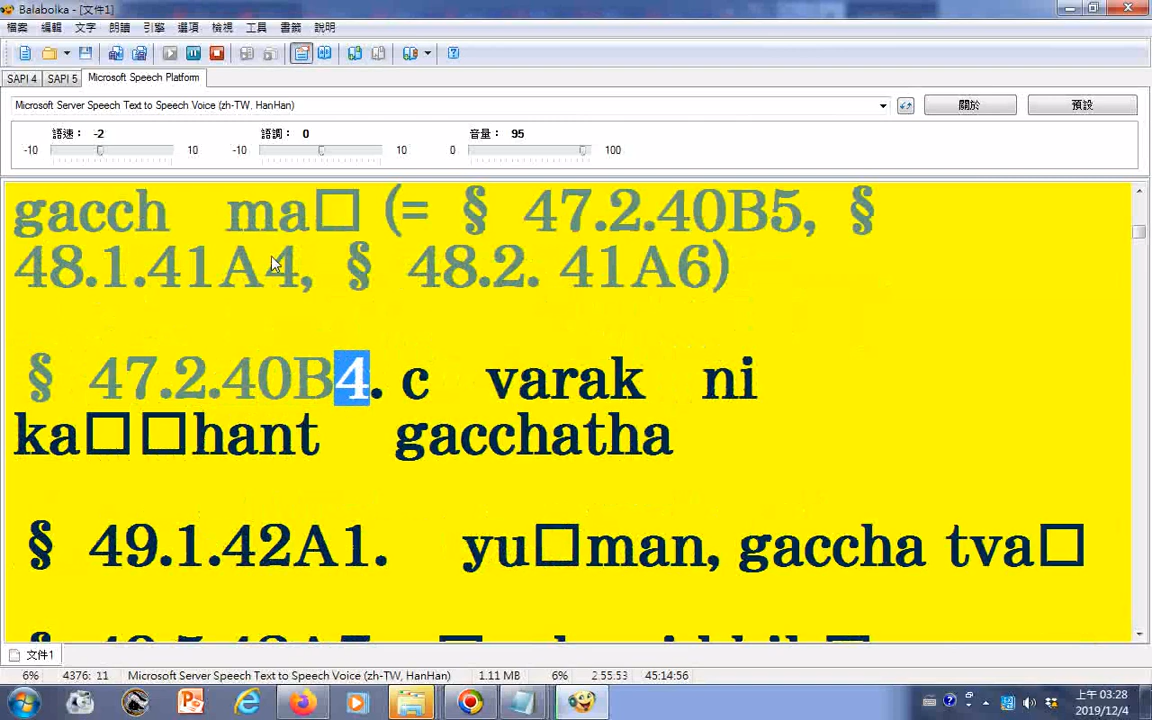 Balabolka - [文件1]
檔案 編輯 文字 朗讀 引擎 選項 檢視 工具 書籤 說明
SAPI 4 SAPI 5 Microsoft Speech Platform
Microsoft Server Speech Text to Speech Voice (zh-TW, HanHan) 關於 預設
語速： -2 語調： 0 音量： 95
-10 10 -10 10 0 100
gacch ma□ (= § 47.2.40B5, §
48.1.41A4, § 48.2. 41A6)
§ 47.2.40B4. c varak ni
ka□□hant gacchatha
§ 49.1.42A1. yu□man, gaccha tva□
文件1
6% 4376: 11 Microsoft Server Speech Text to Speech Voice (zh-TW, HanHan) 1.11 MB 6% 2:55:53 45:14:56
上午 03:28
2019/12/4